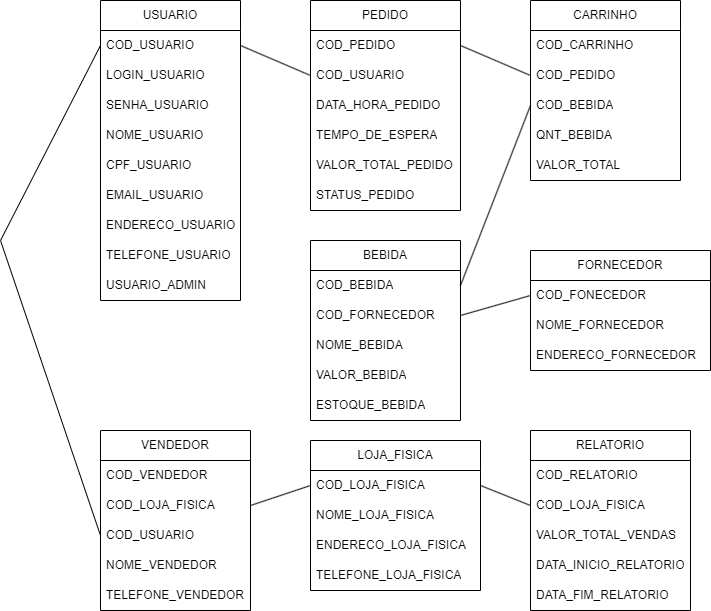 USUARIO
COD_USUARIO
LOGIN_USUARIO
SENHA_USUARIO
NOME_USUARIO
CPF_USUARIO
EMAIL_USUARIO
ENDERECO_USUARIO
TELEFONE_USUARIO
USUARIO_ADMIN
PEDIDO
COD_PEDIDO
COD_USUARIO
DATA_HORA_PEDIDO
TEMPO_DE_ESPERA
VALOR_TOTAL_PEDIDO
STATUS_PEDIDO
CARRINHO
COD_CARRINHO
COD_PEDIDO
COD_BEBIDA
QNT_BEBIDA
VALOR_TOTAL
BEBIDA
COD_BEBIDA
COD_FORNECEDOR
NOME_BEBIDA
VALOR_BEBIDA
ESTOQUE_BEBIDA
FORNECEDOR
COD_FONECEDOR
NOME_FORNECEDOR
ENDERECO_FORNECEDOR
VENDEDOR
COD_VENDEDOR
COD_LOJA_FISICA
COD_USUARIO
NOME_VENDEDOR
TELEFONE_VENDEDOR
LOJA_FISICA
COD_LOJA_FISICA
NOME_LOJA_FISICA
ENDERECO_LOJA_FISICA
TELEFONE_LOJA_FISICA
RELATORIO
COD_RELATORIO
COD_LOJA_FISICA
VALOR_TOTAL_VENDAS
DATA_INICIO_RELATORIO
DATA_FIM_RELATORIO